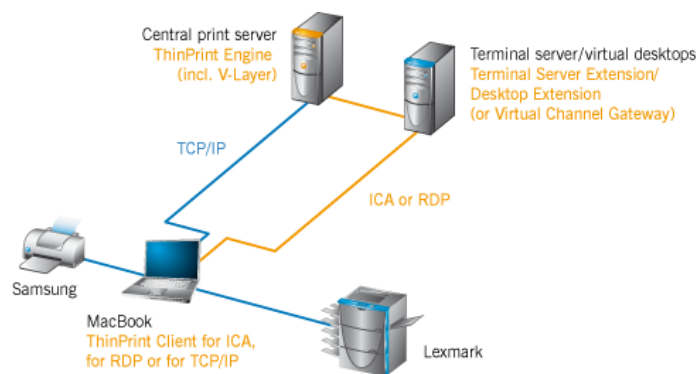 Central print server
ThinPrint Engine
(incl. V-Layer)
Terminal server/virtual desktops
Terminal Server Extension/
Desktop Extension
(or Virtual Channel Gateway)
TCP/IP
ICA or RDP
Samsung
MacBook
ThinPrint Client for ICA,
for RDP or for TCP/IP
Lexmark